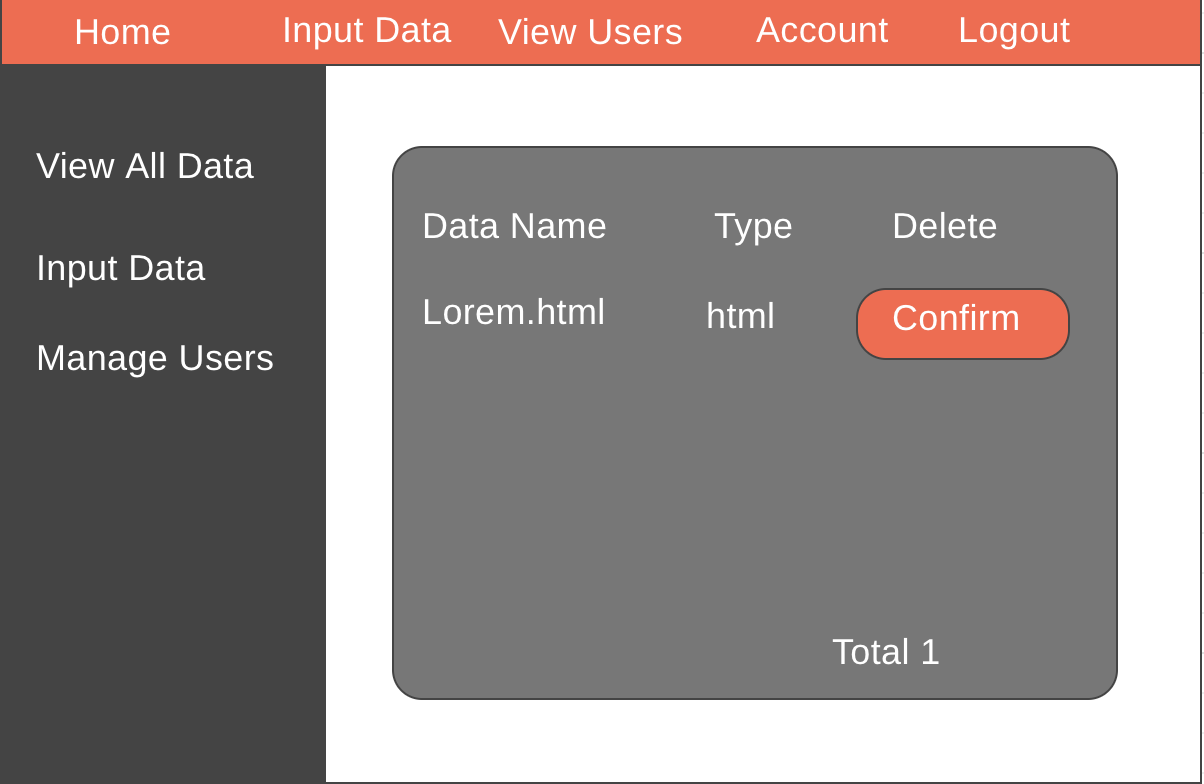 Home Input Data View Users Account Logout
View All Data
Input Data
Manage Users
Data Name Type Delete
Lorem.html html Confirm
Total 1